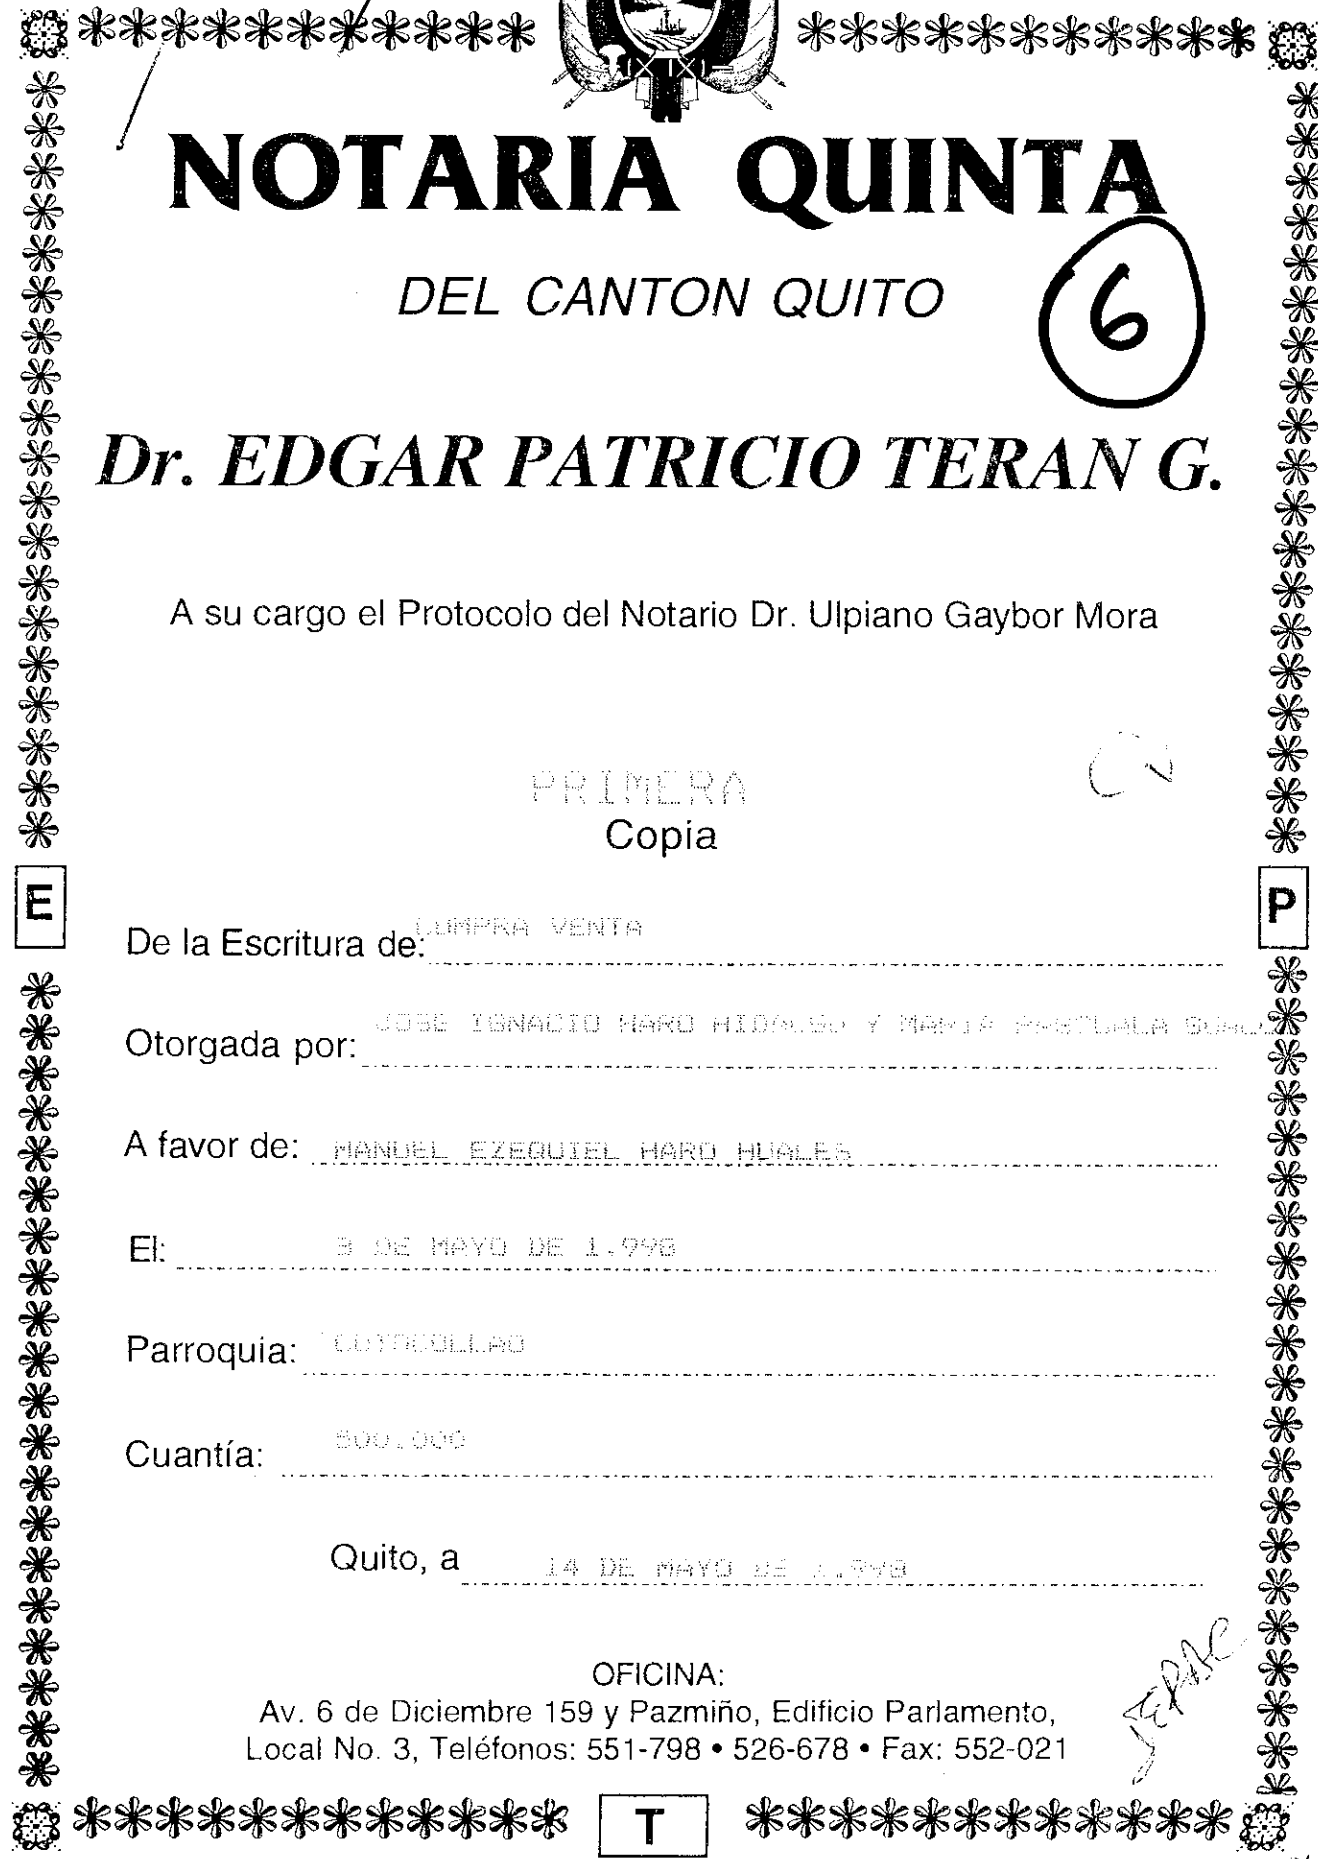 NOTARIA QUINTA
DEL CANTON QUITO
6
Dr. EDGAR PATRICIO TERAN G.
A su cargo el Protocolo del Notario Dr. Ulpiano Gaybor Mora
PRIMERA
Copia
De la Escritura de: COMPRA VENTA
Otorgada por: JOSE IGNACIO HARO HIDALGO Y MARIA
A favor de: MANUEL EZEQUIEL HARO HUALES
El: DE MAYO DE 1.998
Parroquia: COTOCOLLAO
Cuantía: 800.000
Quito, a 14 DE MAYO DE 1.998
E
P
OFICINA:
Av. 6 de Diciembre 159 y Pazmiño, Edificio Parlamento,
Local No. 3, Teléfonos: 551-798 • 526-678 • Fax: 552-021
T